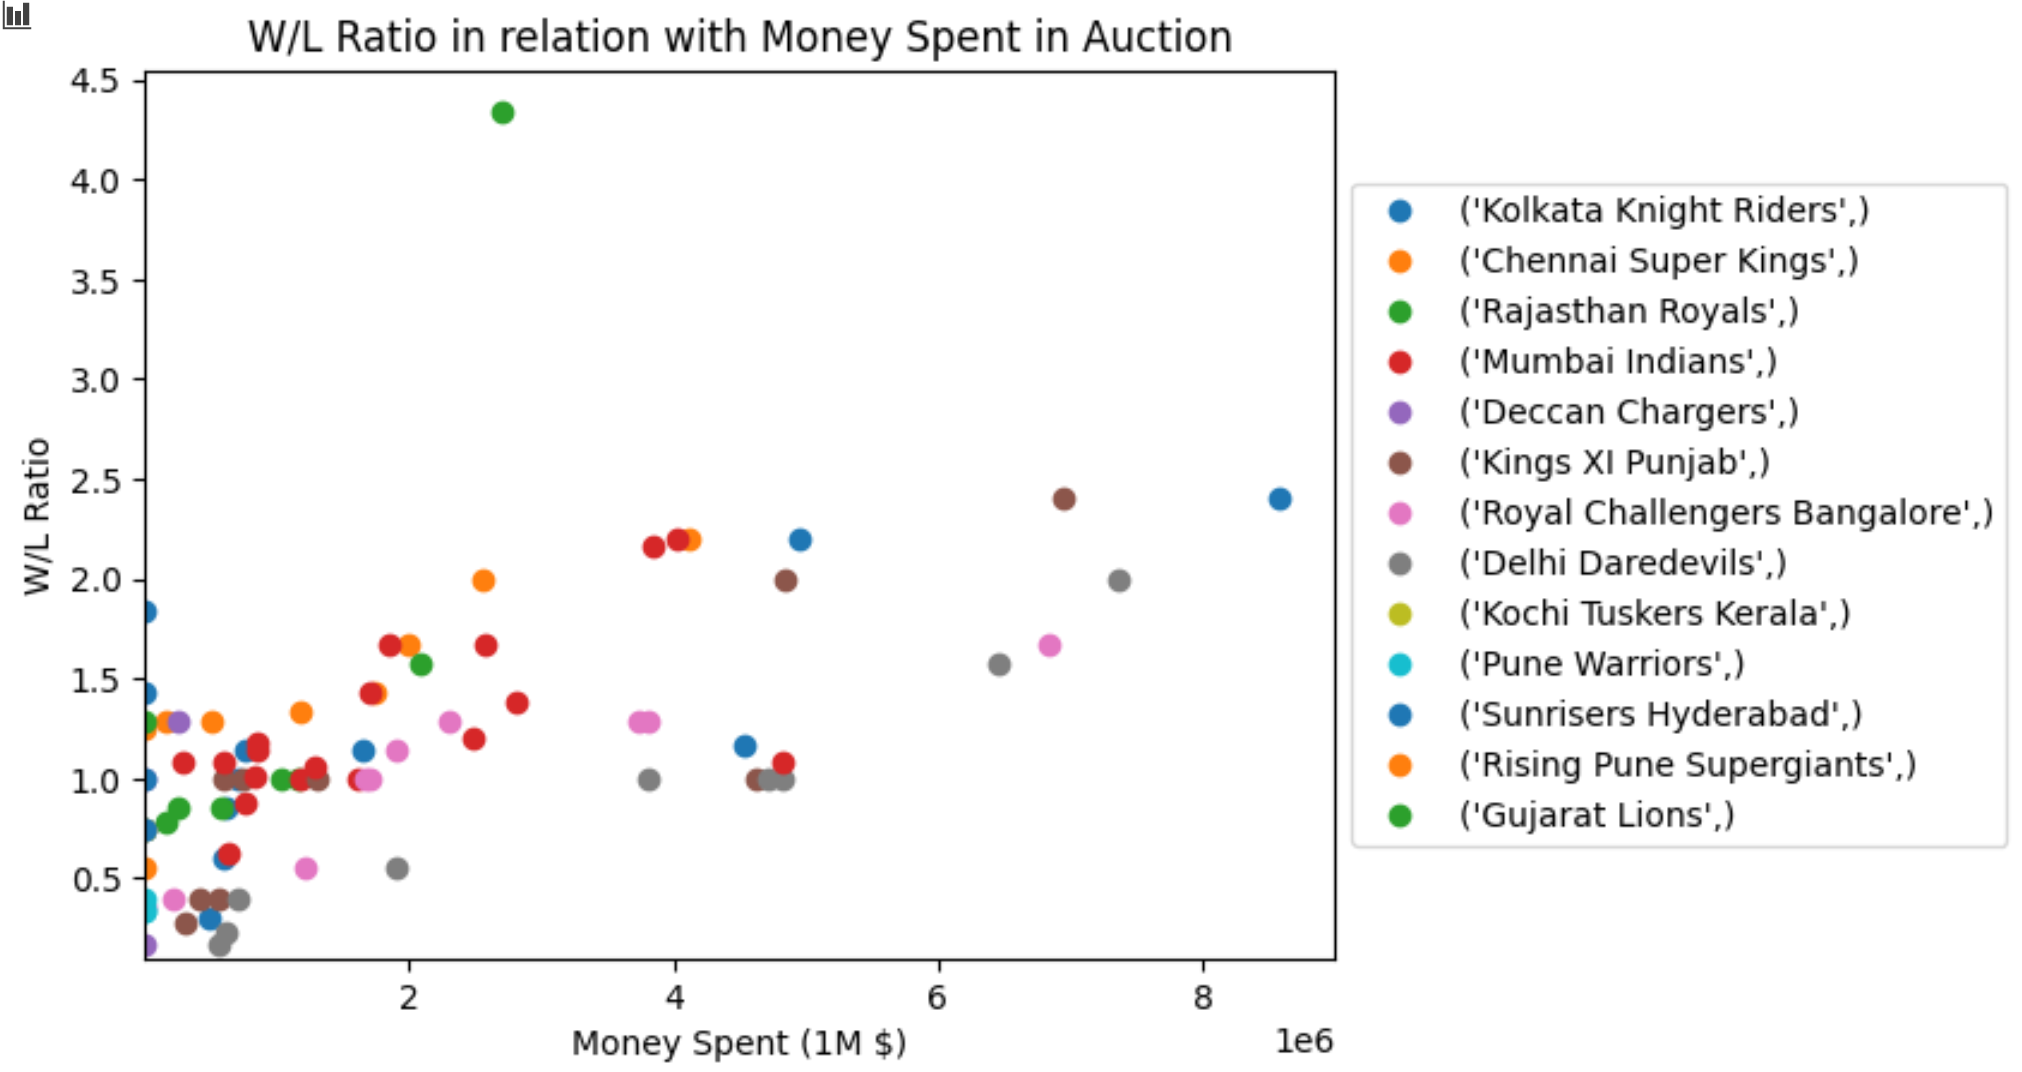 W/L Ratio in relation with Money Spent in Auction
4.5
4.0
3.5
3.0
2.5
2.0
1.5
1.0
0.5
W/L Ratio
2 4 6 8
Money Spent (1M $)
1e6
('Kolkata Knight Riders',)
('Chennai Super Kings',)
('Rajasthan Royals',)
('Mumbai Indians',)
('Deccan Chargers',)
('Kings XI Punjab',)
('Royal Challengers Bangalore',)
('Delhi Daredevils',)
('Kochi Tuskers Kerala',)
('Pune Warriors',)
('Sunrisers Hyderabad',)
('Rising Pune Supergiants',)
('Gujarat Lions',)